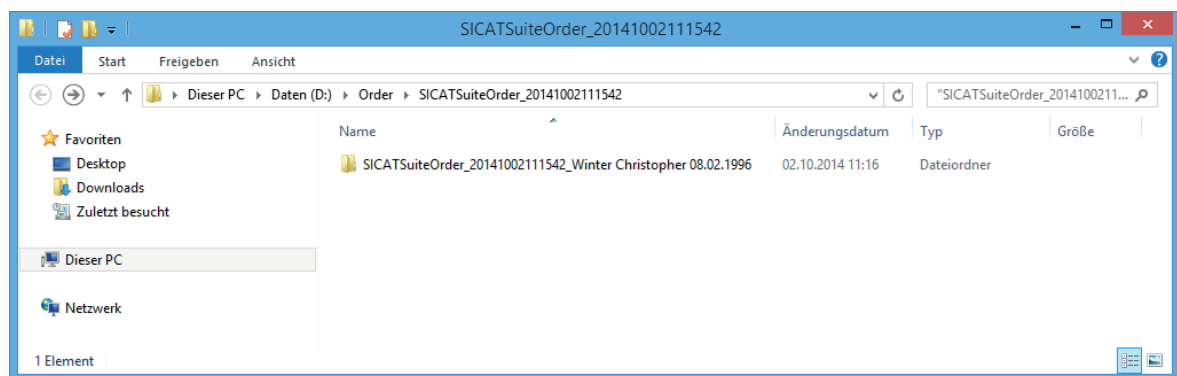 SICATSuiteOrder_20141002111542
Datei Start Freigeben Ansicht
Dieser PC Daten (D:) Order SICATSuiteOrder_20141002111542 "SICATSuiteOrder_2014100211...
Favoriten
Desktop
Downloads
Zuletzt besucht
Dieser PC
Netzwerk
Name Änderungsdatum Typ Größe
SICATSuiteOrder_20141002111542_Winter Christopher 08.02.1996 02.10.2014 11:16 Dateiordner
1 Element